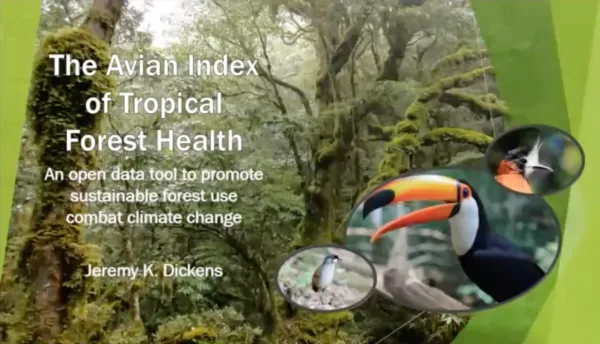 The Avian Index
of Tropical
Forest Health
An open data tool to promote
sustainable forest use
combat climate change
Jeremy K. Dickens